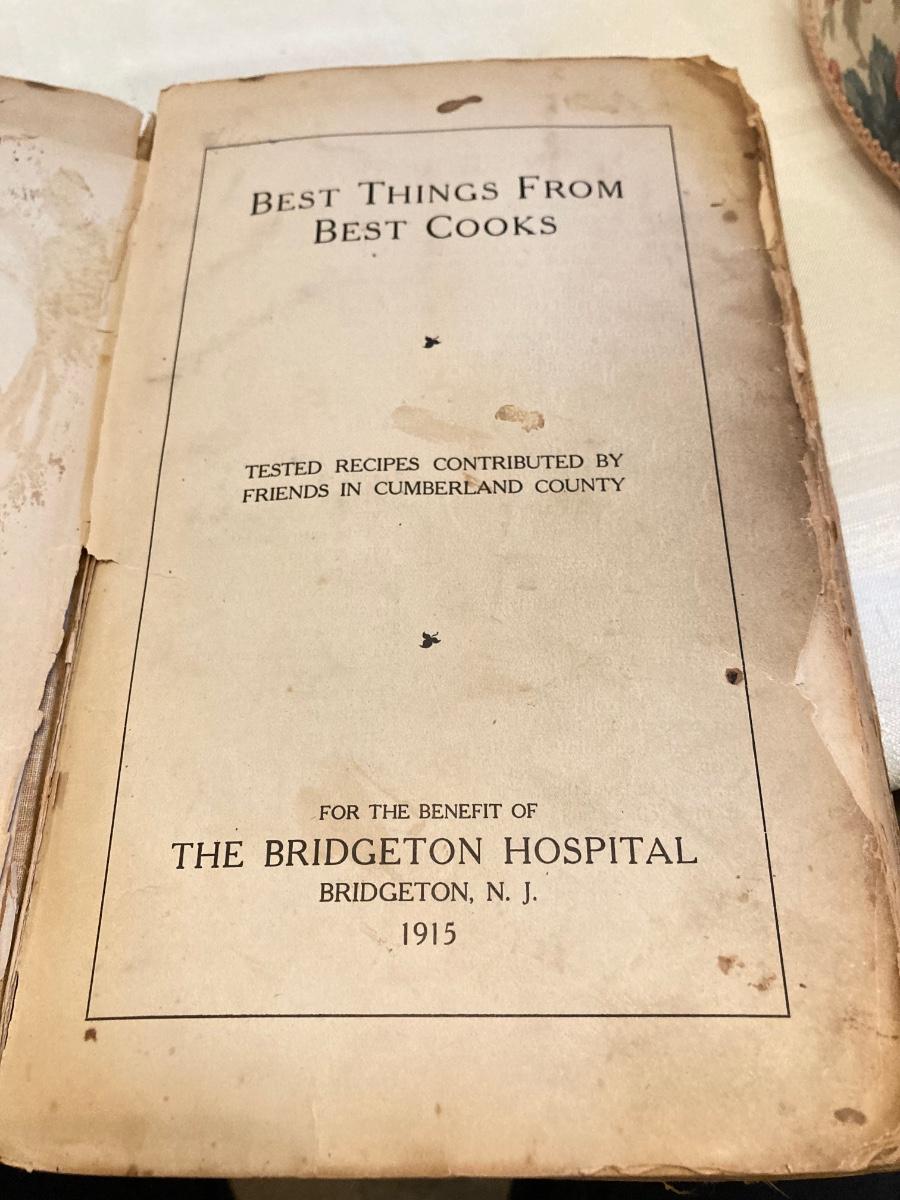 BEST THINGS FROM
BEST COOKS
TESTED RECIPES CONTRIBUTED BY
FRIENDS IN CUMBERLAND COUNTY
FOR THE BENEFIT OF
THE BRIDGETON HOSPITAL
BRIDGETON, N. J.
1915